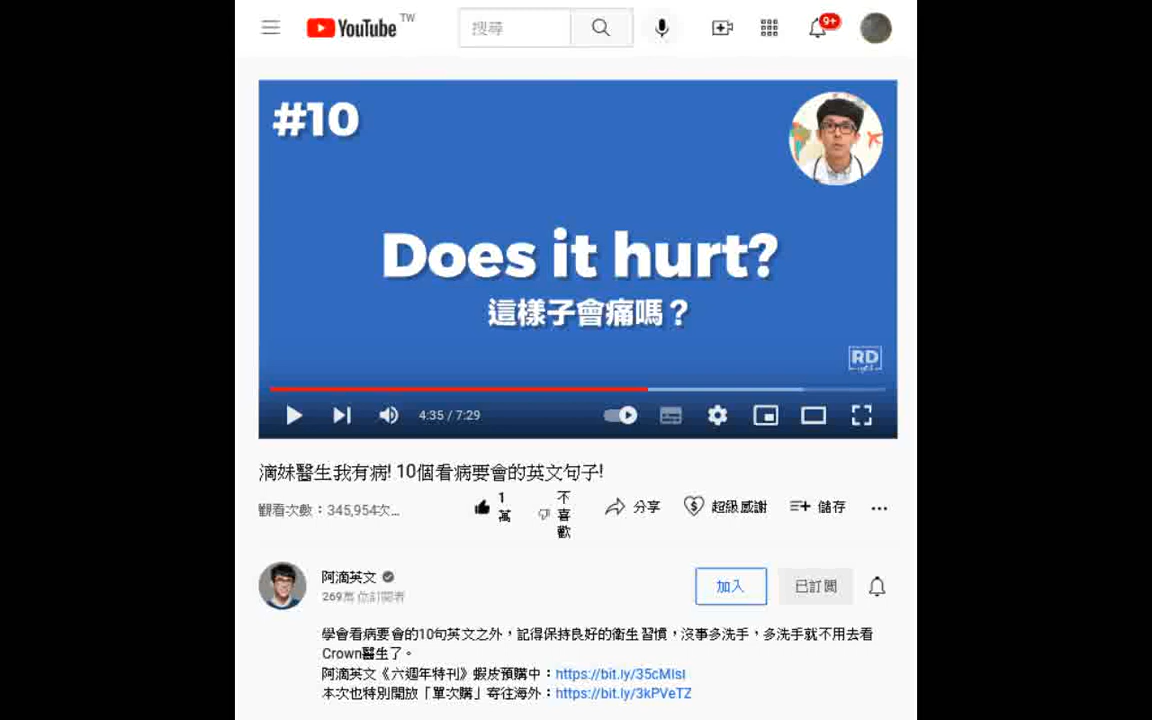 YouTube TW
搜尋
9+
#10
Does it hurt?
這樣子會痛嗎？
RD
4:35 / 7:29
滴妹醫生我有病! 10個看病要會的英文句子!
觀看次數：345,954次...
1萬
不喜歡
分享
超級感謝
儲存
阿滴英文
269萬 位訂閱者
加入
已訂閱
學會看病要會的10句英文之外，記得保持良好的衛生習慣，沒事多洗手，多洗手就不用去看
Crown醫生了。
阿滴英文《六週年特刊》蝦皮預購中：https://bit.ly/35cMIsI
本次也特別開放「單次購」寄往海外：https://bit.ly/3kPVeTZ